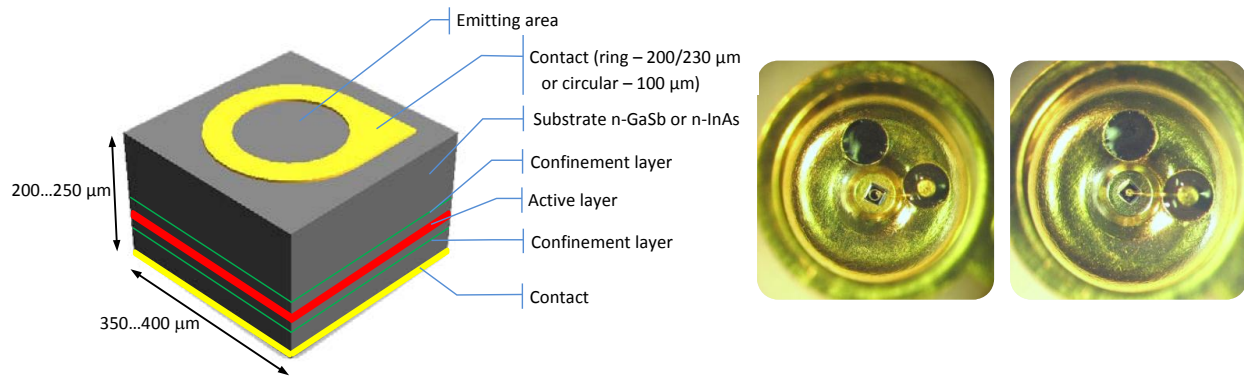 Emitting area
Contact (ring – 200/230 μm
or circular – 100 μm)
Substrate n-GaSb or n-InAs
Confinement layer
Active layer
Confinement layer
Contact
200...250 μm
350...400 μm